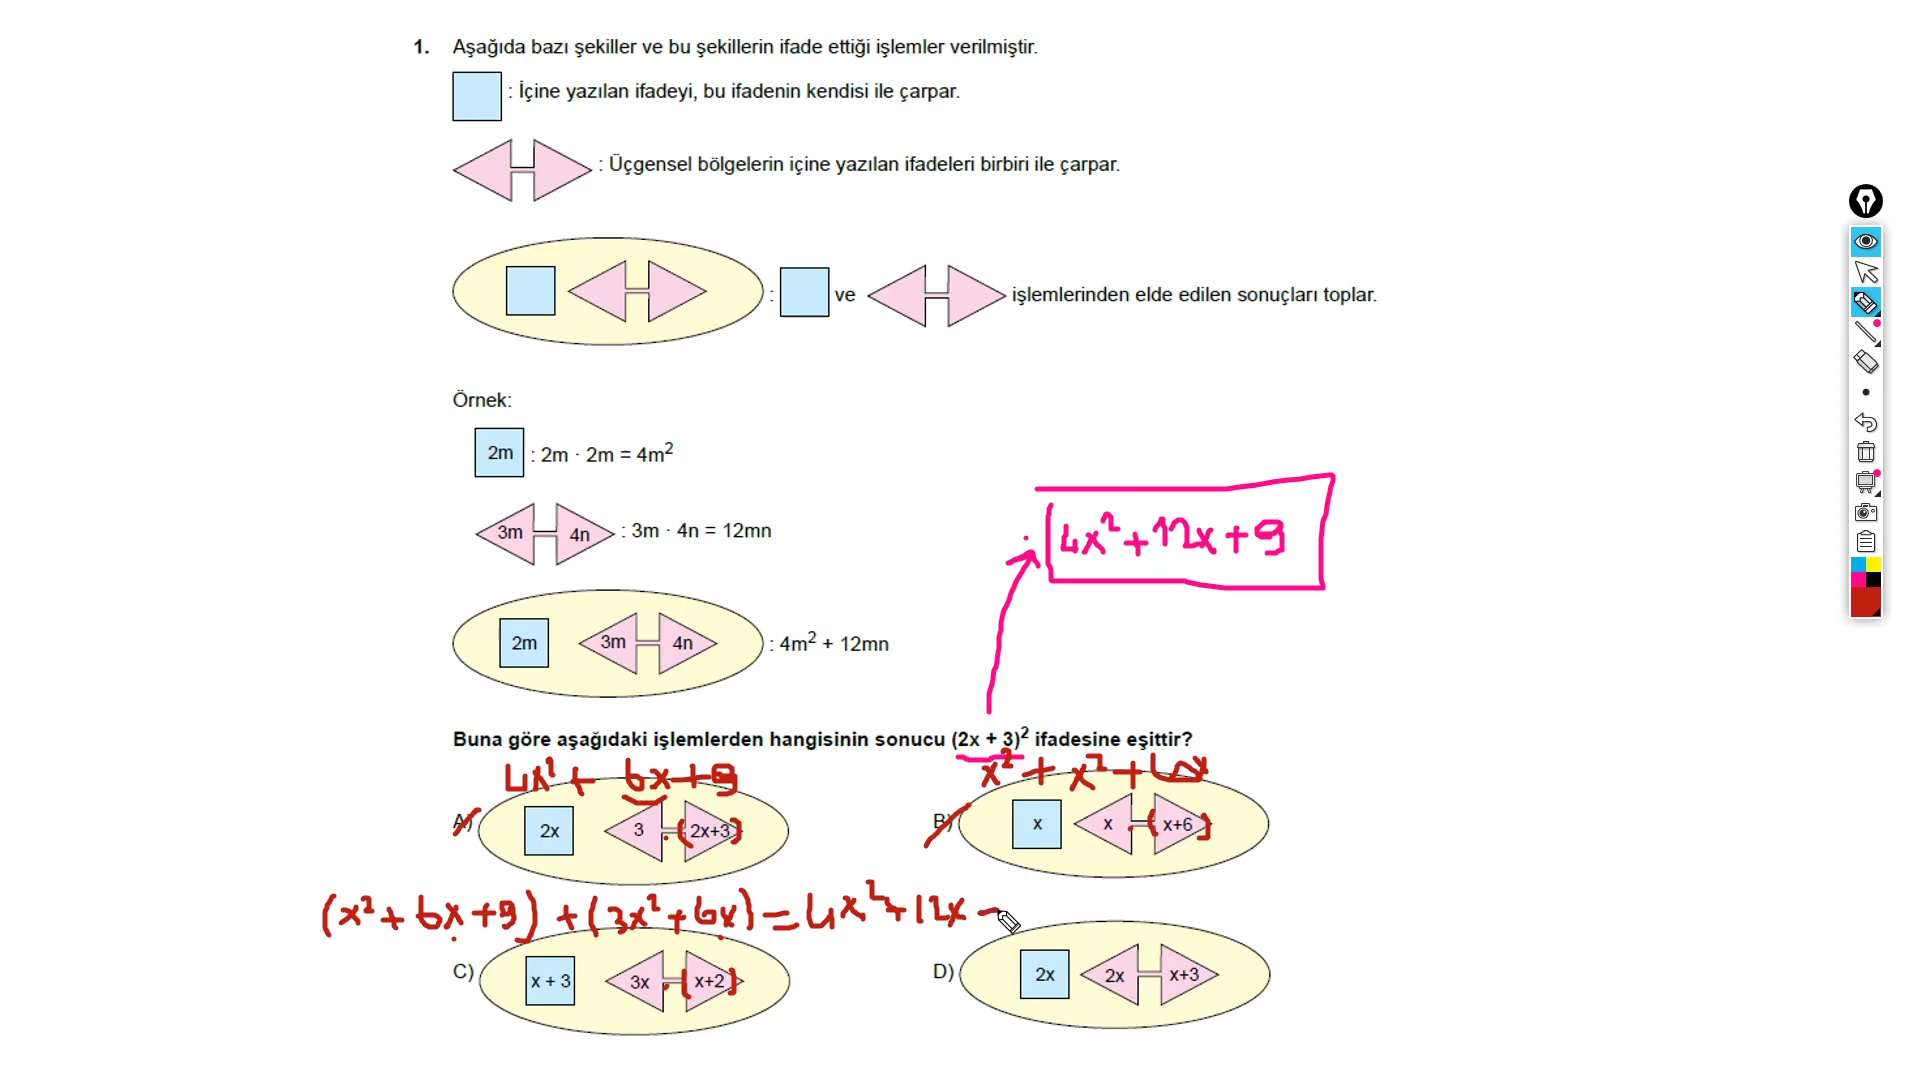 1. Aşağıda bazı şekiller ve bu şekillerin ifade ettiği işlemler verilmiştir.
: İçine yazılan ifadeyi, bu ifadenin kendisi ile çarpar.
: Üçgensel bölgelerin içine yazılan ifadeleri birbiri ile çarpar.
: ve işlemlerinden elde edilen sonuçları toplar.
Örnek:
2m : 2m · 2m = 4m²
3m 4n : 3m · 4n = 12mn
4x²+12x+9
2m 3m 4n : 4m² + 12mn
Buna göre aşağıdaki işlemlerden hangisinin sonucu (2x + 3)² ifadesine eşittir?
4x² + 6x+9
A) 2x 3 . (2x+3)
x² + x² + 6x
B) x x . (x+6)
(x² + 6x +9) + (3x² + 6x) = 4x² + 12x
C) x + 3 3x . (x+2)
D) 2x 2x x+3